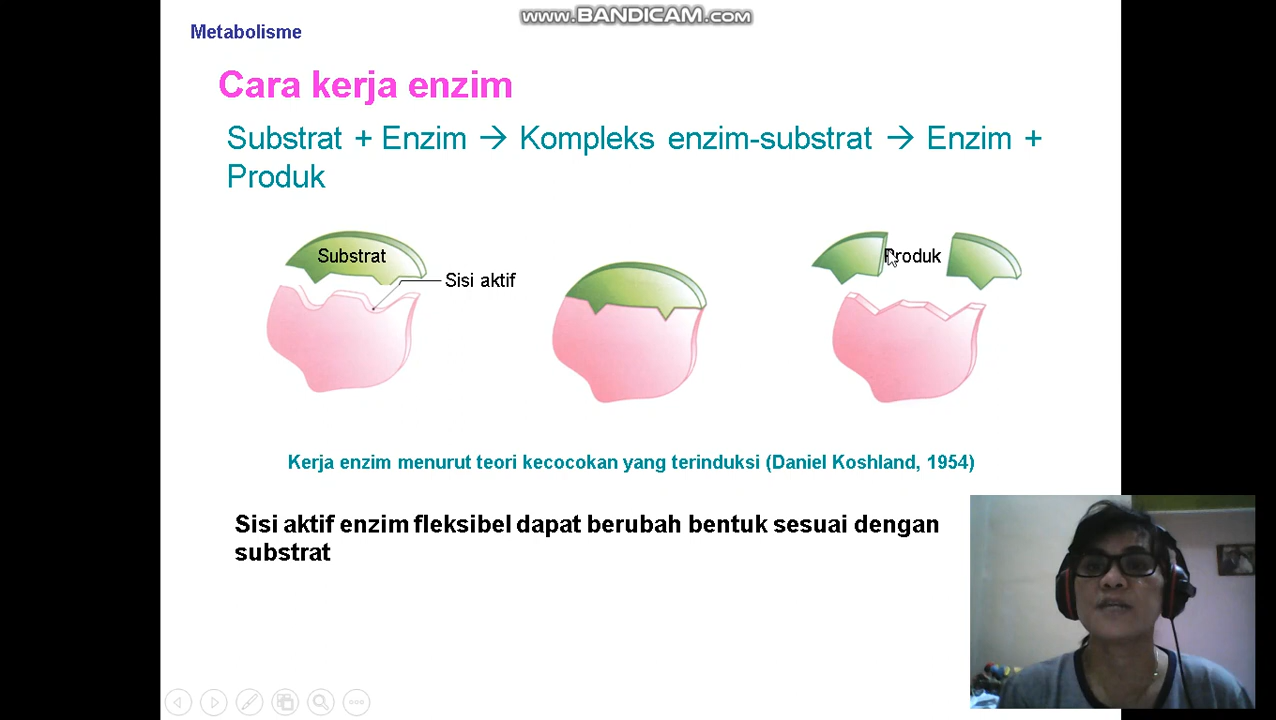 www.BANDICAM.com
Metabolisme
Cara kerja enzim
Substrat + Enzim → Kompleks enzim-substrat → Enzim +
Produk
Substrat
Sisi aktif
Produk
Kerja enzim menurut teori kecocokan yang terinduksi (Daniel Koshland, 1954)
Sisi aktif enzim fleksibel dapat berubah bentuk sesuai dengan
substrat